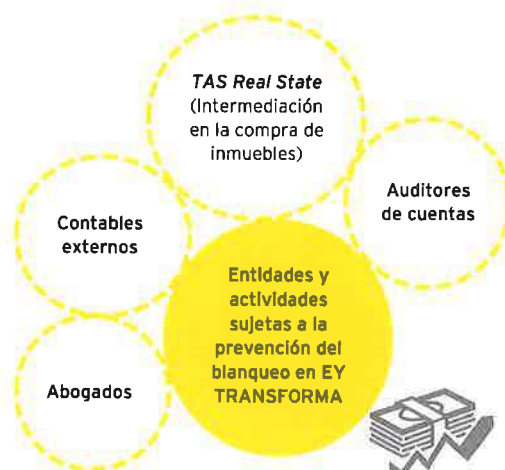 TAS Real State
(Intermediación
en la compra de
inmuebles)
Auditores
de cuentas
Contables
externos
Entidades y
actividades
sujetas a la
prevención del
blanqueo en EY
TRANSFORMA
Abogados